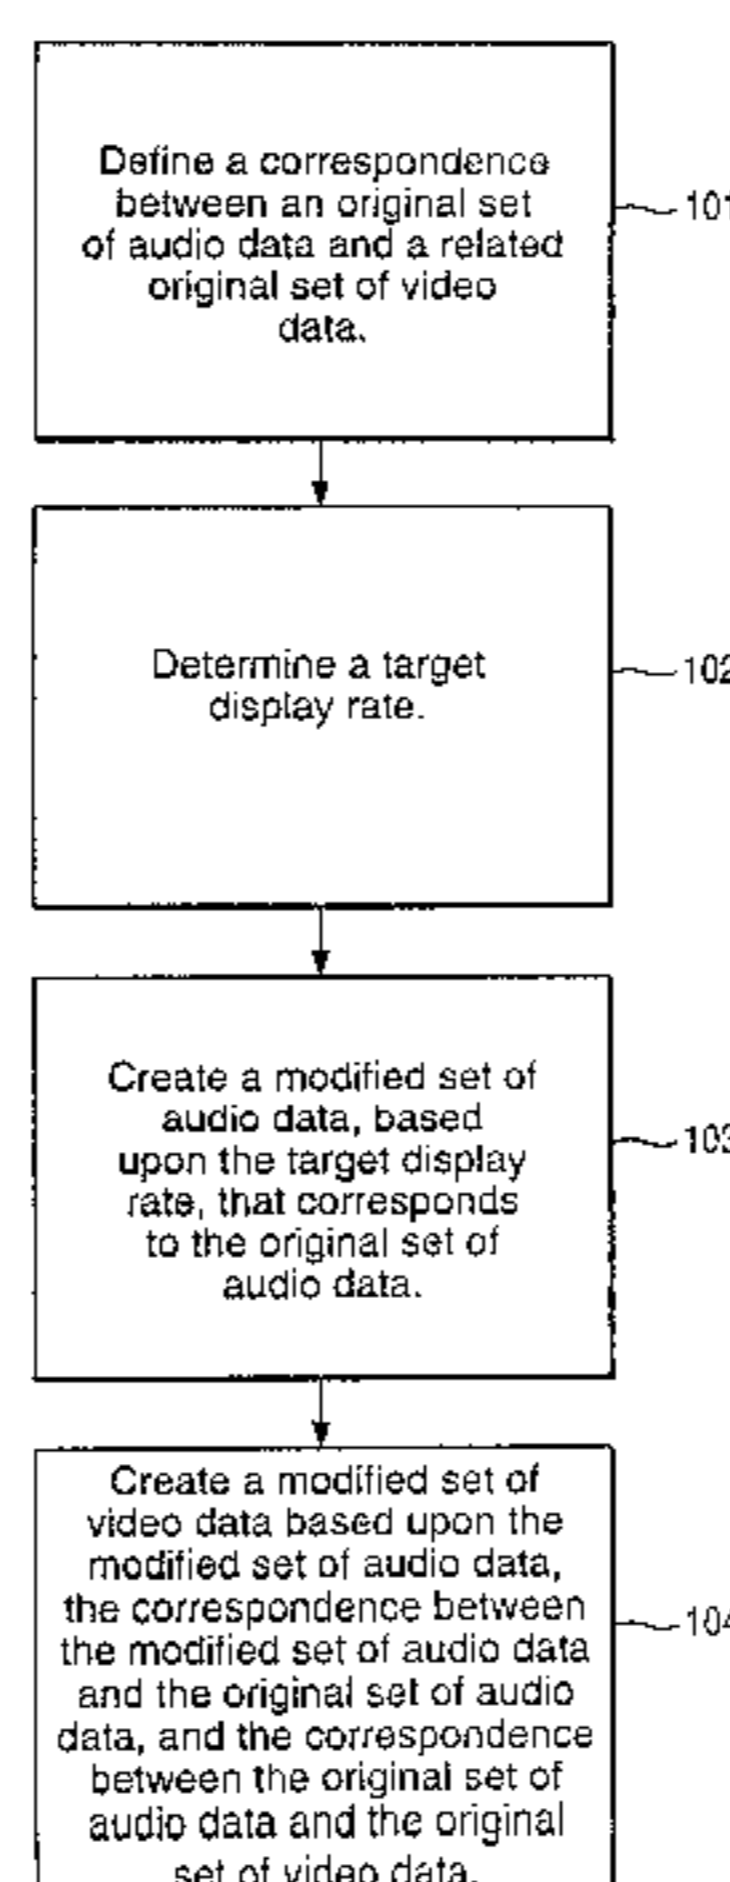 Define a correspondence
between an original set
of audio data and a related
original set of video
data.
101
Determine a target
display rate.
102
Create a modified set of
audio data, based
upon the target display
rate, that corresponds
to the original set of
audio data.
103
Create a modified set of
video data based upon the
modified set of audio data,
the correspondence between
the modified set of audio data
and the original set of audio
data, and the correspondence
between the original set of
audio data and the original
set of video data.
104